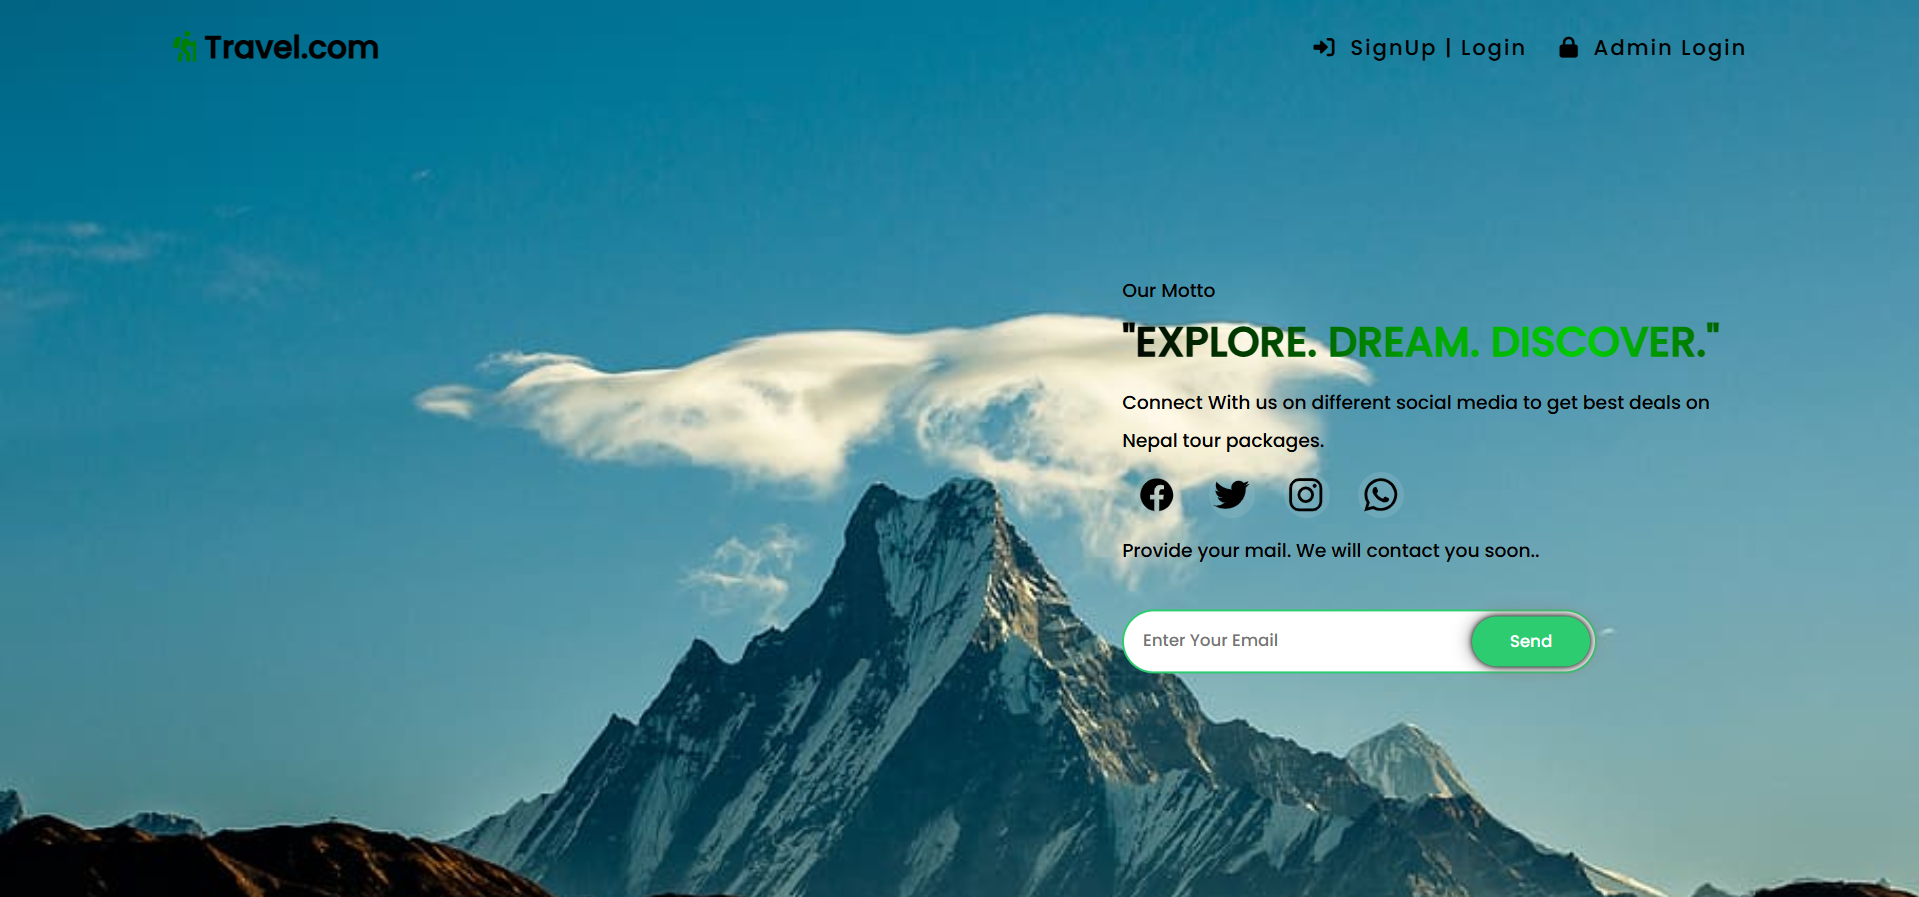 Travel.com
SignUp | Login
Admin Login
Our Motto
"EXPLORE. DREAM. DISCOVER."
Connect With us on different social media to get best deals on
Nepal tour packages.
Provide your mail. We will contact you soon..
Enter Your Email
Send